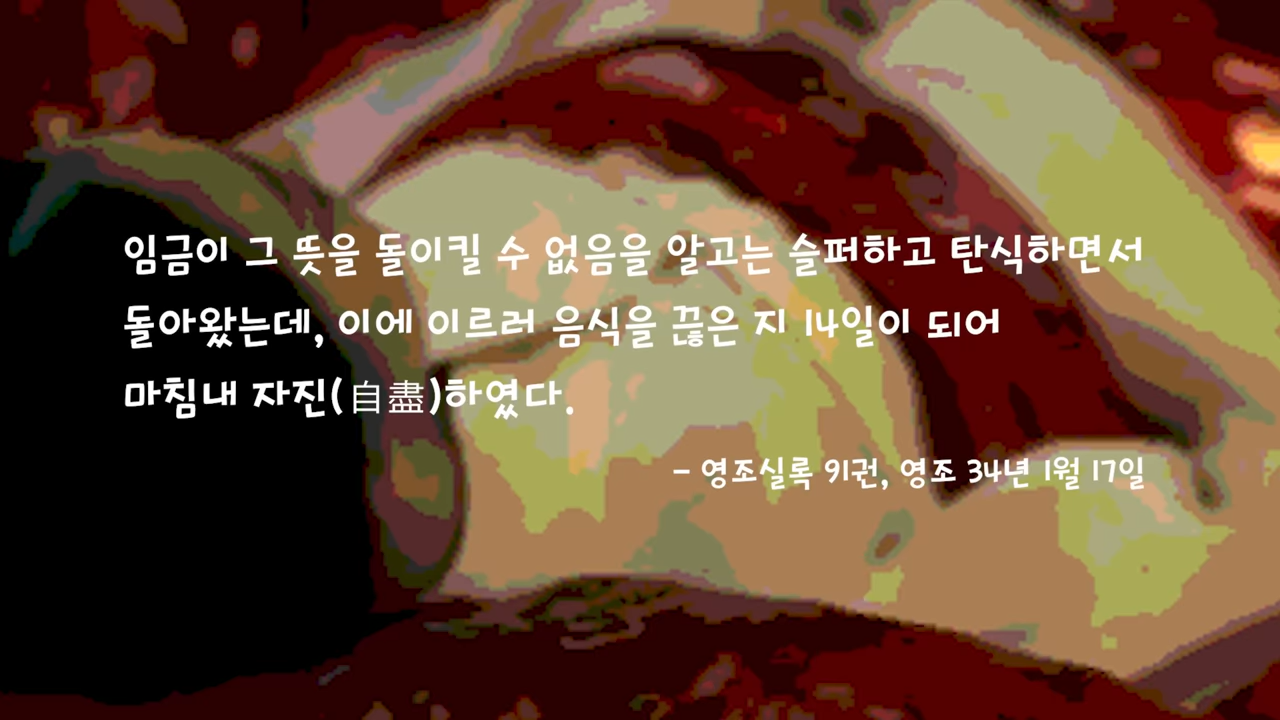 임금이 그 뜻을 돌이킬 수 없음을 알고는 슬퍼하고 탄식하면서
돌아왔는데, 이에 이르러 음식을 끊은 지 14일이 되어
마침내 자진(自盡)하였다.
- 영조실록 91권, 영조 34년 1월 17일